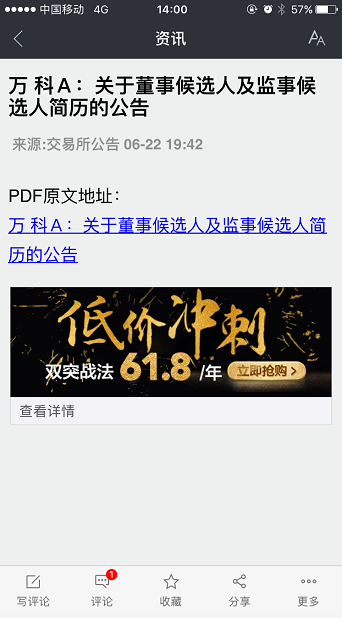 中国移动 4G 14:00 57%
资讯
万 科A：关于董事候选人及监事候
选人简历的公告
来源:交易所公告 06-22 19:42
PDF原文地址：
万 科A：关于董事候选人及监事候选人简
历的公告
低价冲刺
双突战法 61.8 /年 立即抢购 >
查看详情
1
写评论 评论 收藏 分享 更多